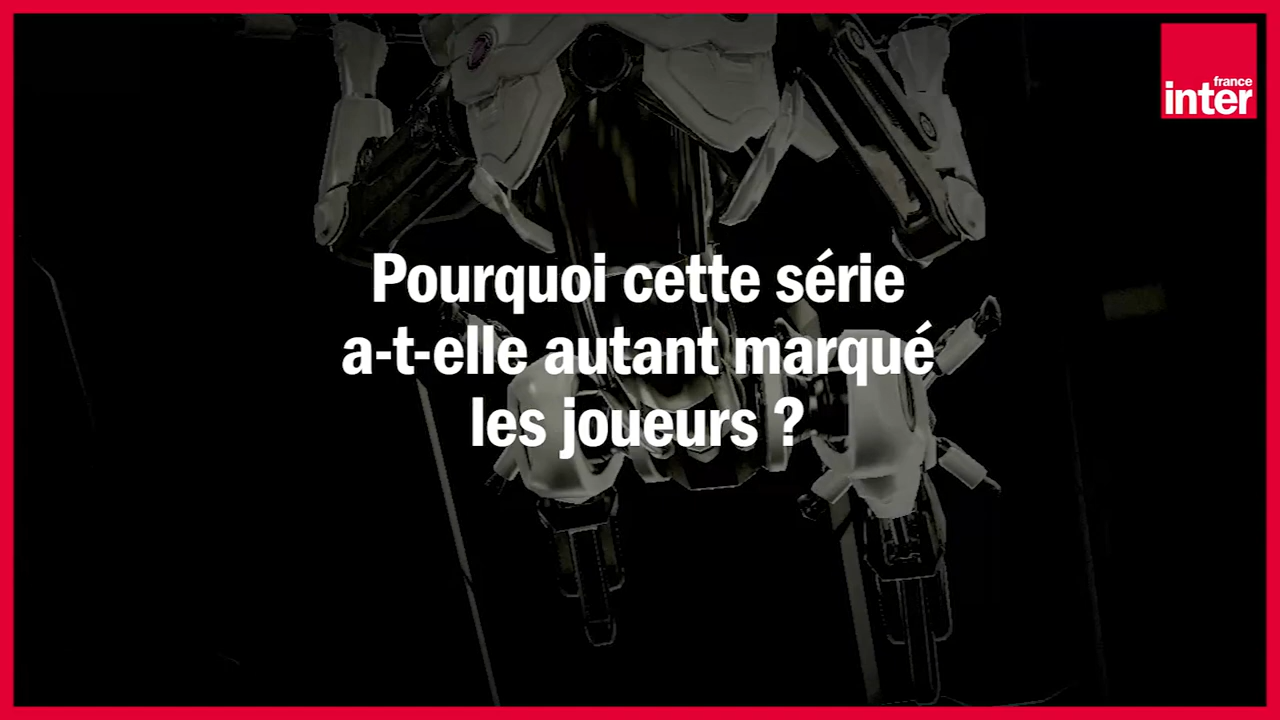 france
inter
Pourquoi cette série
a-t-elle autant marqué
les joueurs ?